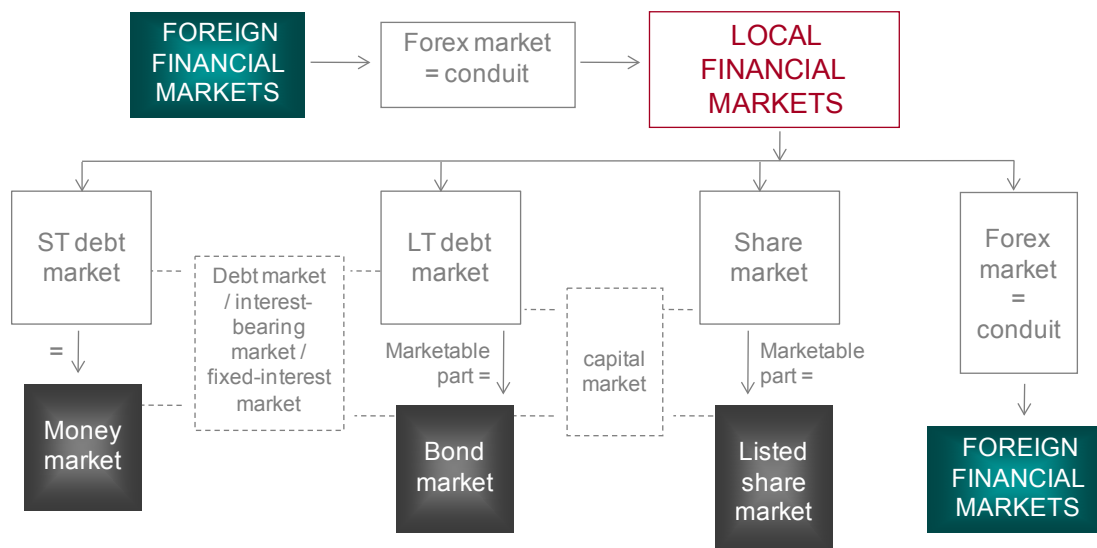 FOREIGN
FINANCIAL
MARKETS
Forex market
= conduit
LOCAL
FINANCIAL
MARKETS
ST debt
market
LT debt
market
Share
market
Forex
market
=
conduit
Debt market
/ interest-
bearing
market /
fixed-interest
market
capital
market
=
Marketable
part =
Marketable
part =
Money
market
Bond
market
Listed
share
market
FOREIGN
FINANCIAL
MARKETS